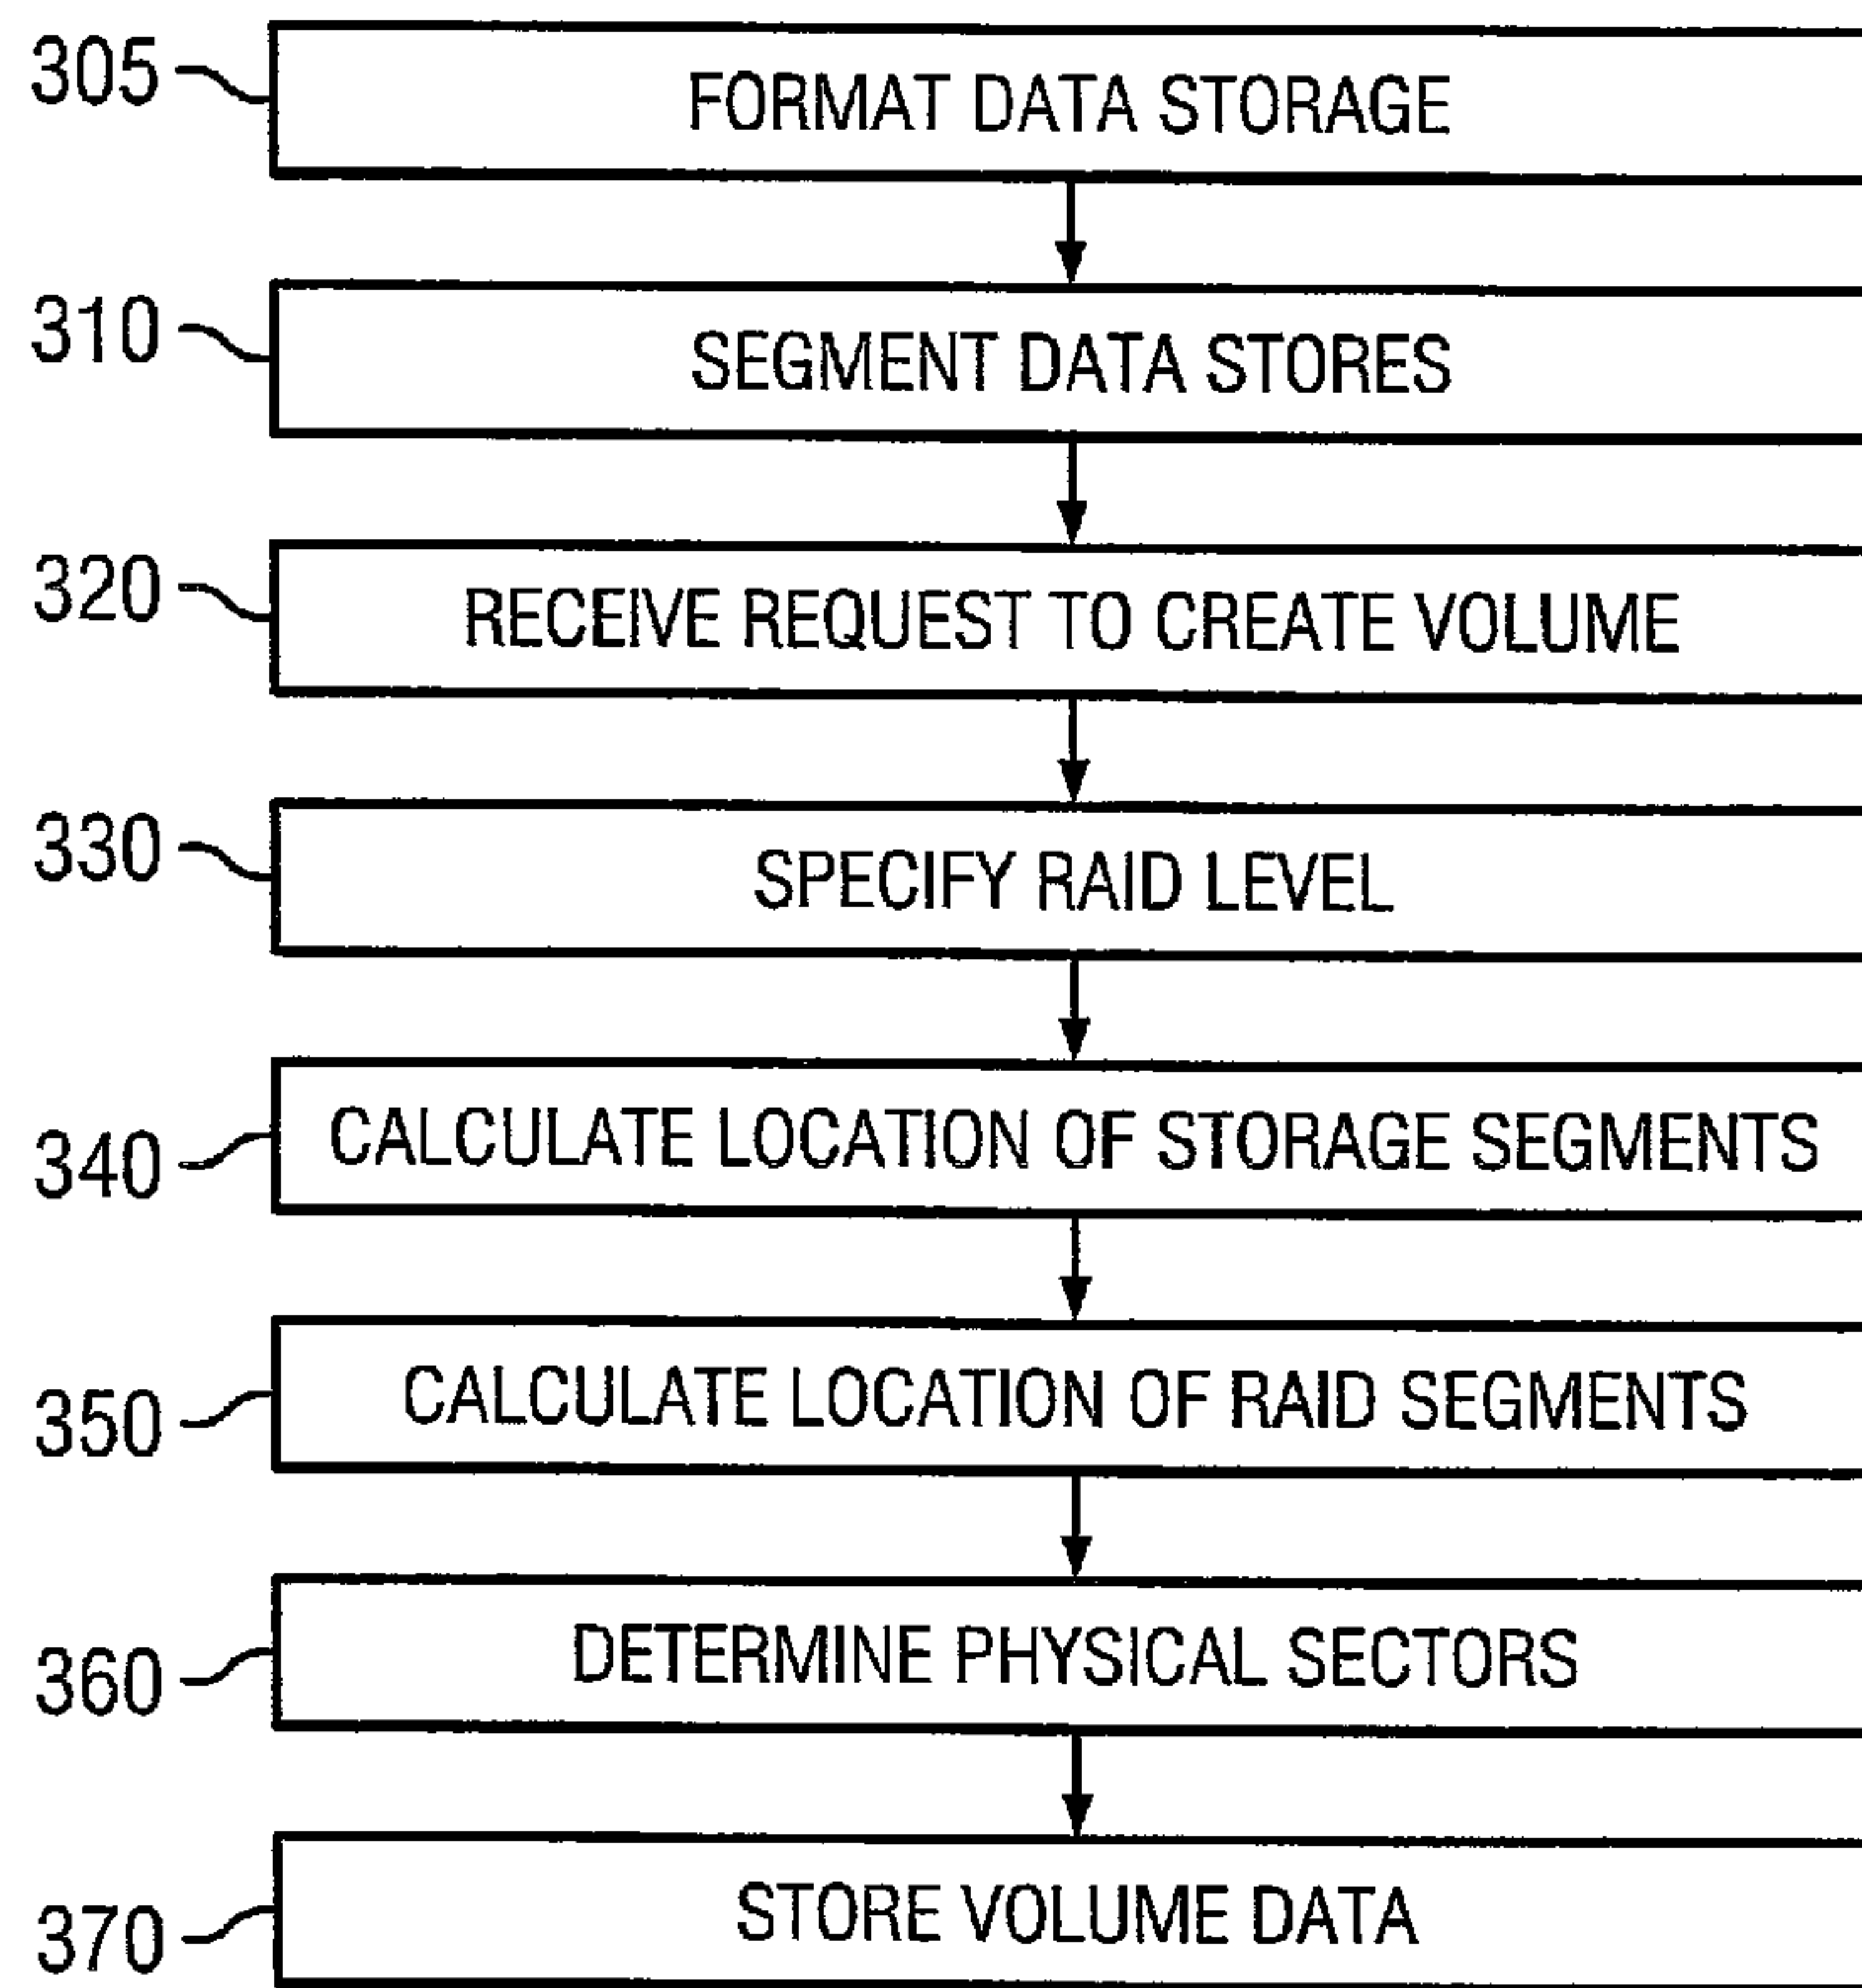 305 FORMAT DATA STORAGE
310 SEGMENT DATA STORES
320 RECEIVE REQUEST TO CREATE VOLUME
330 SPECIFY RAID LEVEL
340 CALCULATE LOCATION OF STORAGE SEGMENTS
350 CALCULATE LOCATION OF RAID SEGMENTS
360 DETERMINE PHYSICAL SECTORS
370 STORE VOLUME DATA